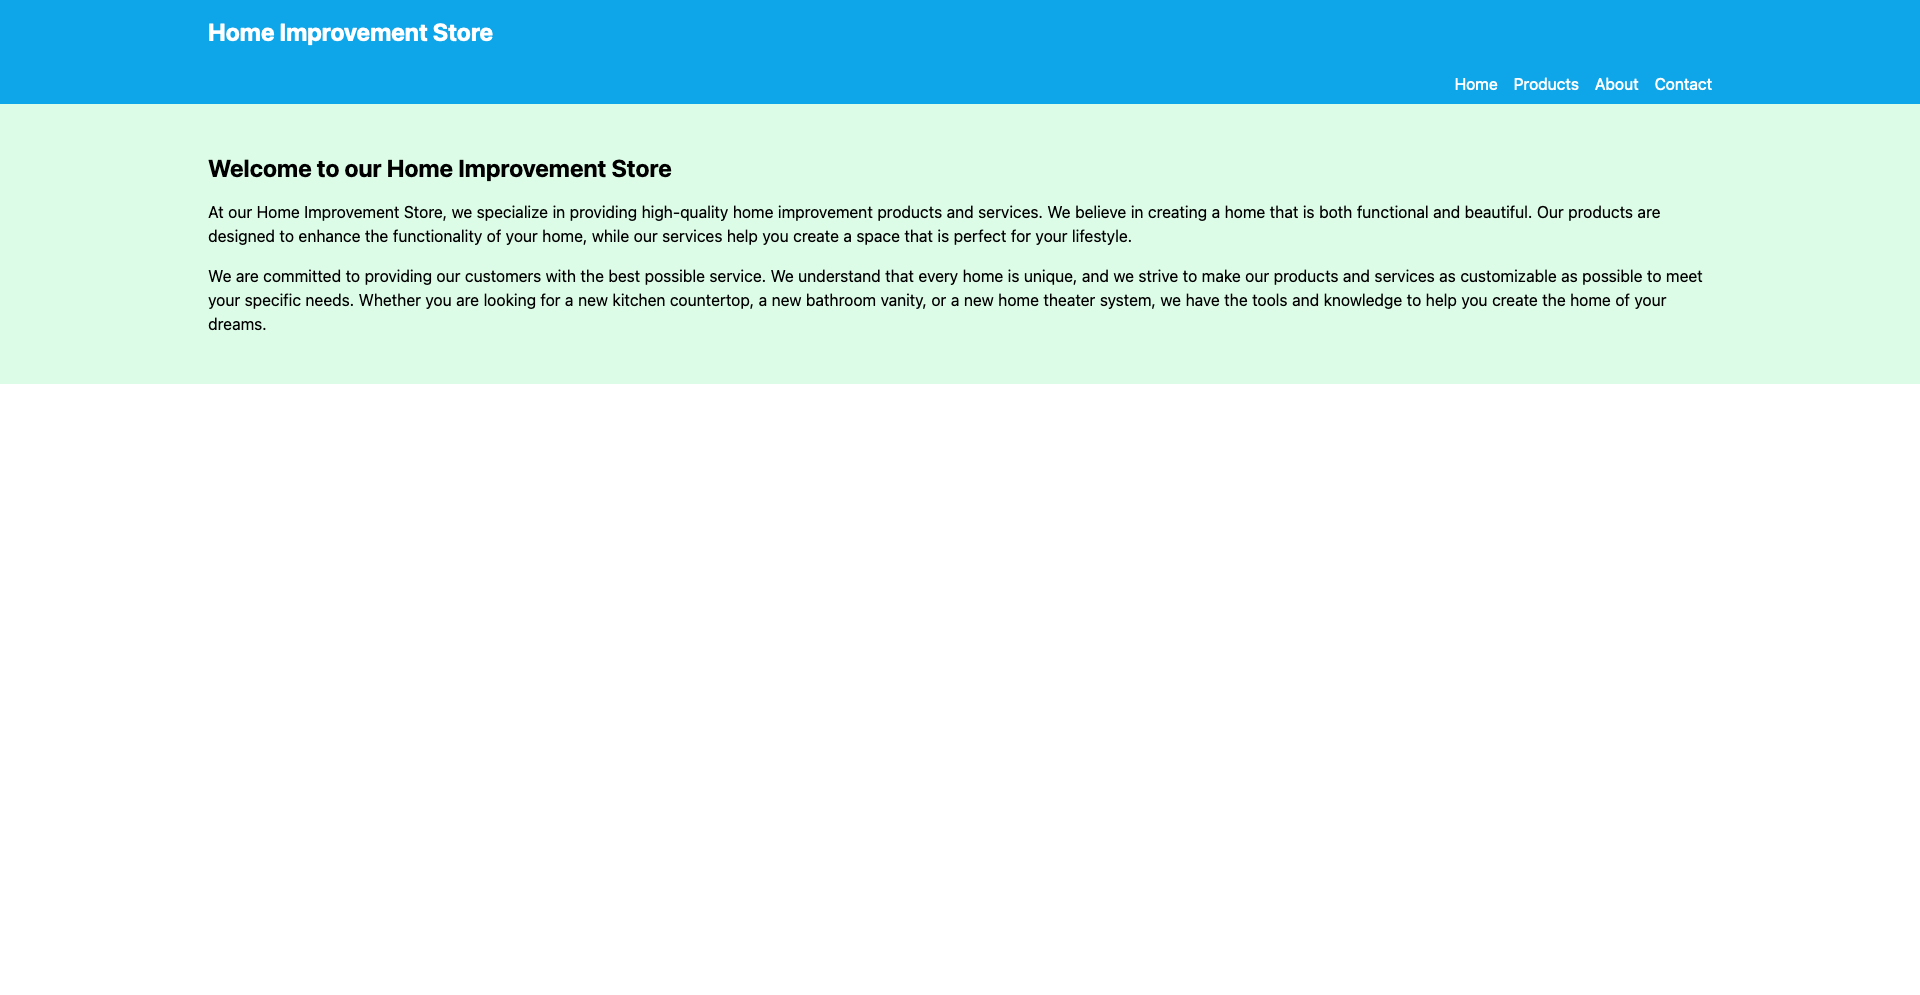 Home Improvement Store
Home Products About Contact
Welcome to our Home Improvement Store
At our Home Improvement Store, we specialize in providing high-quality home improvement products and services. We believe in creating a home that is both functional and beautiful. Our products are
designed to enhance the functionality of your home, while our services help you create a space that is perfect for your lifestyle.
We are committed to providing our customers with the best possible service. We understand that every home is unique, and we strive to make our products and services as customizable as possible to meet
your specific needs. Whether you are looking for a new kitchen countertop, a new bathroom vanity, or a new home theater system, we have the tools and knowledge to help you create the home of your
dreams.